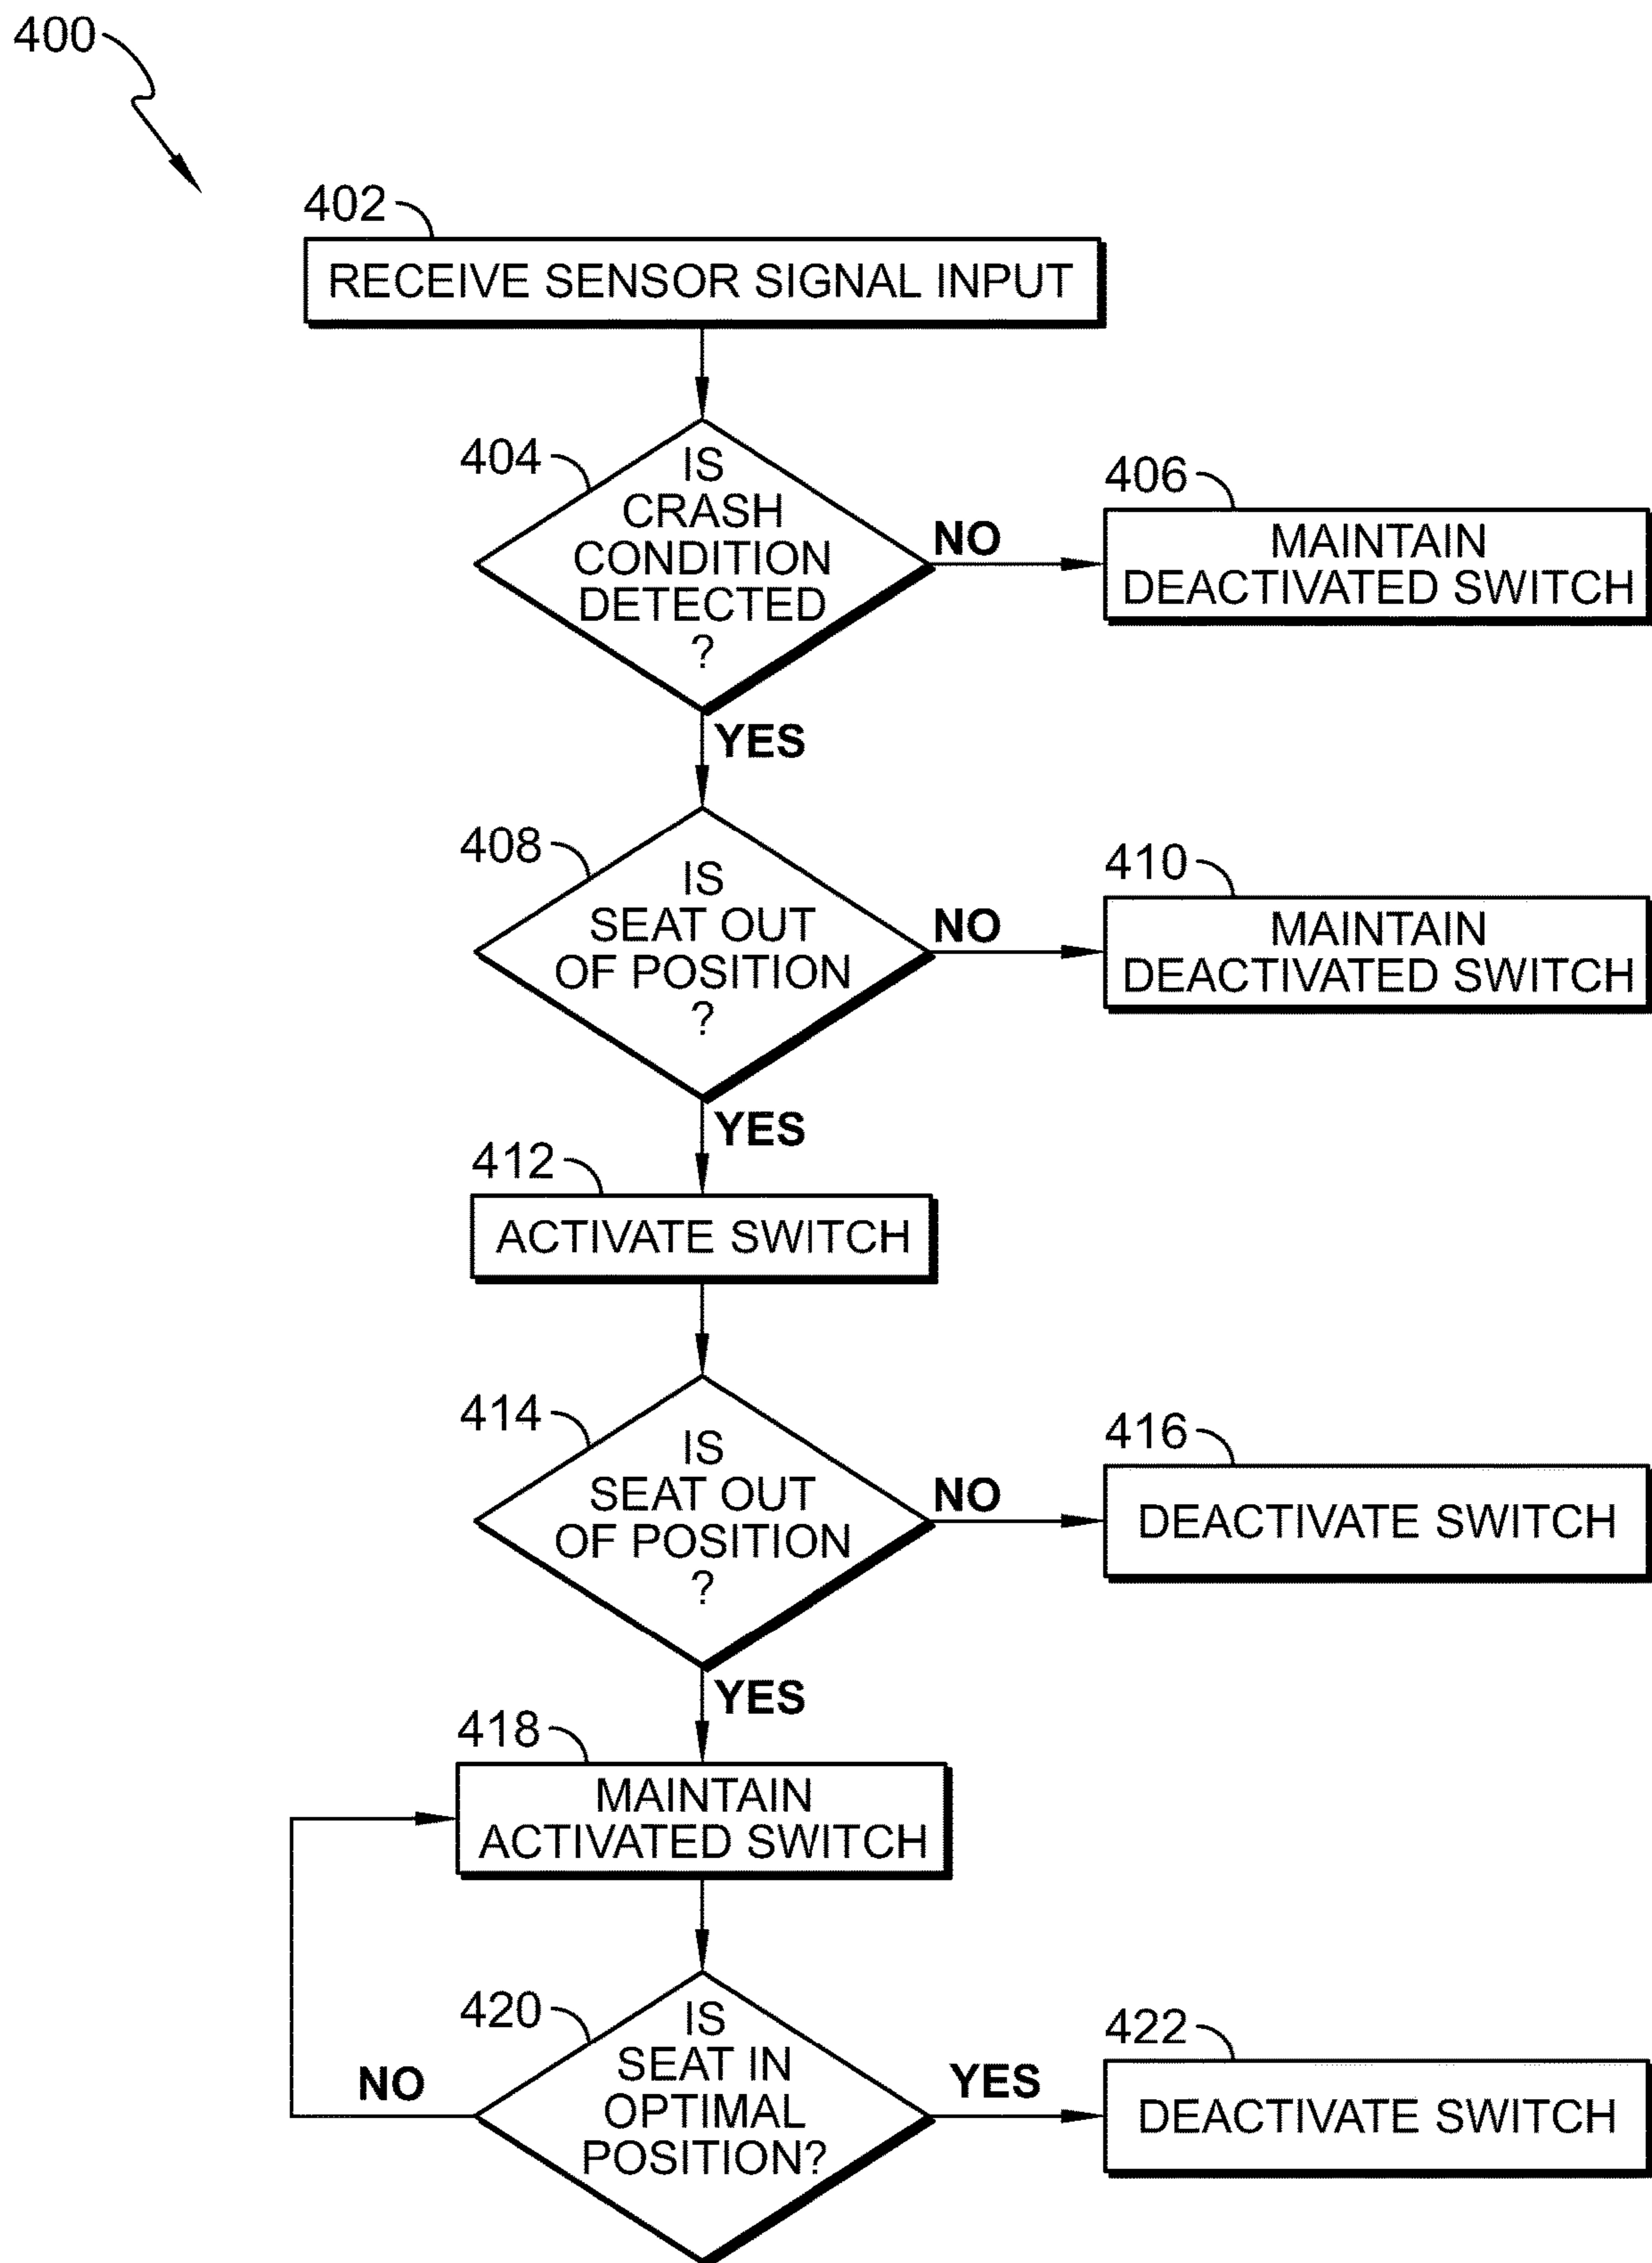 400
402
RECEIVE SENSOR SIGNAL INPUT
404
IS
CRASH
CONDITION
DETECTED
?
NO
406
MAINTAIN
DEACTIVATED SWITCH
YES
408
IS
SEAT OUT
OF POSITION
?
NO
410
MAINTAIN
DEACTIVATED SWITCH
YES
412
ACTIVATE SWITCH
414
IS
SEAT OUT
OF POSITION
?
NO
416
DEACTIVATE SWITCH
YES
418
MAINTAIN
ACTIVATED SWITCH
420
IS
SEAT IN
OPTIMAL
POSITION?
NO
YES
422
DEACTIVATE SWITCH